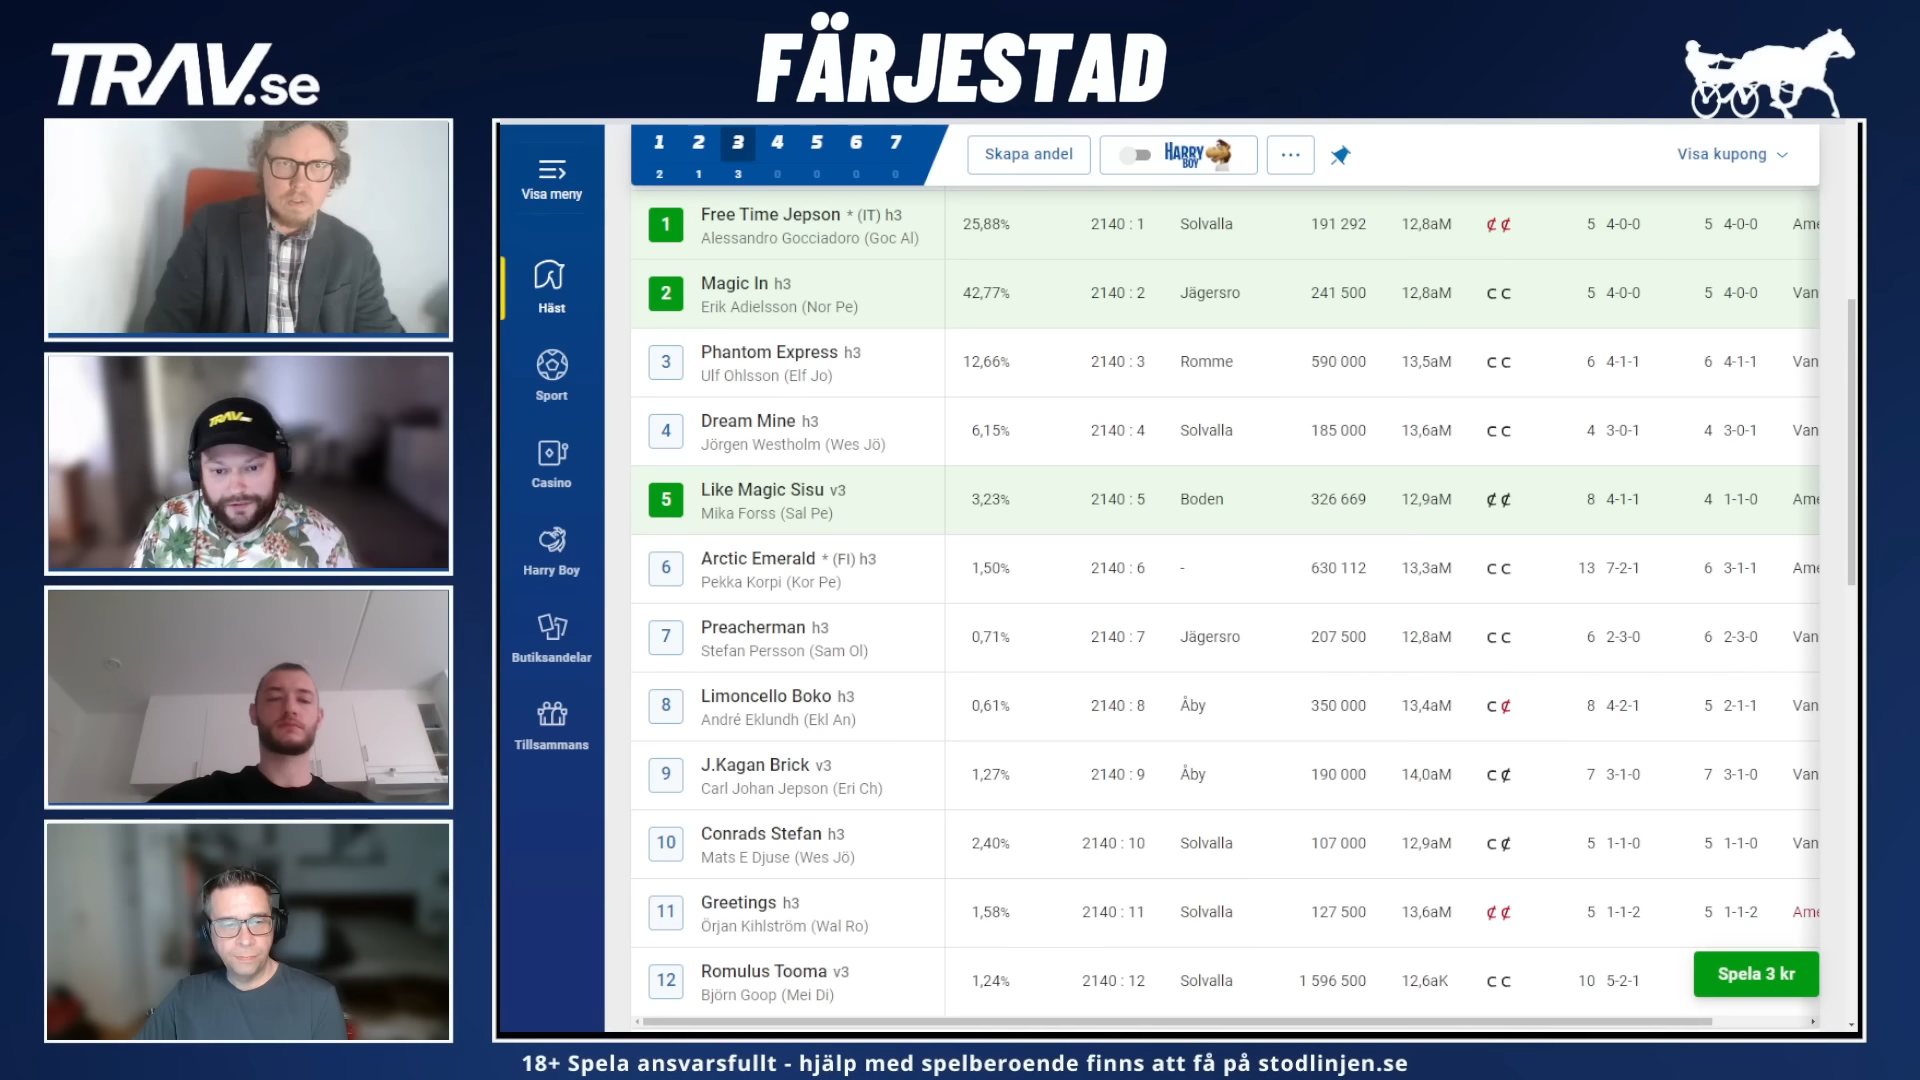 TRAV.se
FÄRJESTAD
TRAV.se
Visa meny
Häst
Sport
Casino
Harry Boy
Butiksandelar
Tillsammans
1 2 3 4 5 6 7
2 1 3 0 0 0 0
Skapa andel
HARRY BOY
...
Visa kupong
1 Free Time Jepson * (IT) h3 25,88% 2140 : 1 Solvalla 191 292 12,8aM ₵ ₵ 5 4-0-0 5 4-0-0 Ame
Alessandro Gocciadoro (Goc Al)
2 Magic In h3 42,77% 2140 : 2 Jägersro 241 500 12,8aM C C 5 4-0-0 5 4-0-0 Van
Erik Adielsson (Nor Pe)
3 Phantom Express h3 12,66% 2140 : 3 Romme 590 000 13,5aM C C 6 4-1-1 6 4-1-1 Van
Ulf Ohlsson (Elf Jo)
4 Dream Mine h3 6,15% 2140 : 4 Solvalla 185 000 13,6aM C C 4 3-0-1 4 3-0-1 Van
Jörgen Westholm (Wes Jö)
5 Like Magic Sisu v3 3,23% 2140 : 5 Boden 326 669 12,9aM ₵ ₵ 8 4-1-1 4 1-1-0 Ame
Mika Forss (Sal Pe)
6 Arctic Emerald * (FI) h3 1,50% 2140 : 6 - 630 112 13,3aM C C 13 7-2-1 6 3-1-1 Ame
Pekka Korpi (Kor Pe)
7 Preacherman h3 0,71% 2140 : 7 Jägersro 207 500 12,8aM C C 6 2-3-0 6 2-3-0 Van
Stefan Persson (Sam Ol)
8 Limoncello Boko h3 0,61% 2140 : 8 Åby 350 000 13,4aM C ₵ 8 4-2-1 5 2-1-1 Van
André Eklundh (Ekl An)
9 J.Kagan Brick v3 1,27% 2140 : 9 Åby 190 000 14,0aM C ₵ 7 3-1-0 7 3-1-0 Van
Carl Johan Jepson (Eri Ch)
10 Conrads Stefan h3 2,40% 2140 : 10 Solvalla 107 000 12,9aM C ₵ 5 1-1-0 5 1-1-0 Van
Mats E Djuse (Wes Jö)
11 Greetings h3 1,58% 2140 : 11 Solvalla 127 500 13,6aM ₵ ₵ 5 1-1-2 5 1-1-2 Ame
Örjan Kihlström (Wal Ro)
12 Romulus Tooma v3 1,24% 2140 : 12 Solvalla 1 596 500 12,6aK C C 10 5-2-1
Björn Goop (Mei Di)
Spela 3 kr
18+ Spela ansvarsfullt - hjälp med spelberoende finns att få på stodlinjen.se